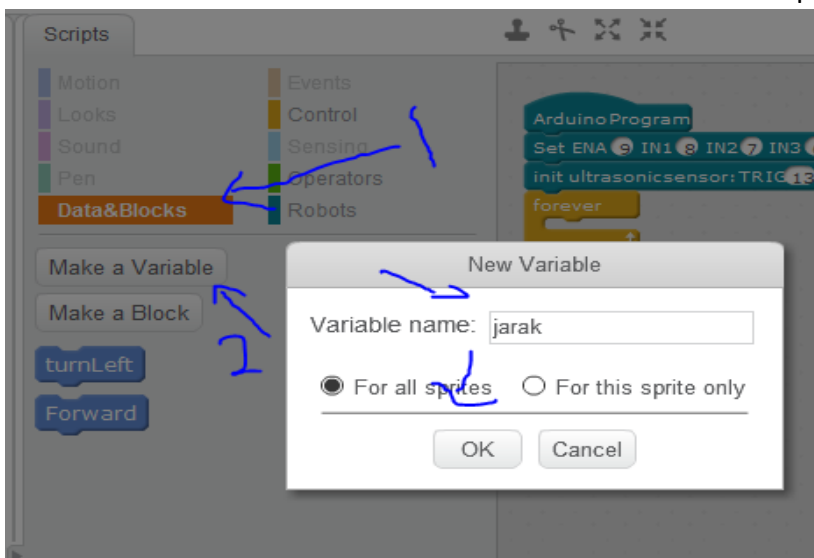 Scripts
Motion
Events
Looks
Control
Sound
Sensing
Pen
Operators
Data&Blocks
Robots
1
Make a Variable
Make a Block
2
turnLeft
Forward
ArduinoProgram
Set ENA 9 IN1 8 IN2 7 IN3
init ultrasonicsensor:TRIG 13
forever
New Variable
Variable name: jarak
For all sprites For this sprite only
OK Cancel